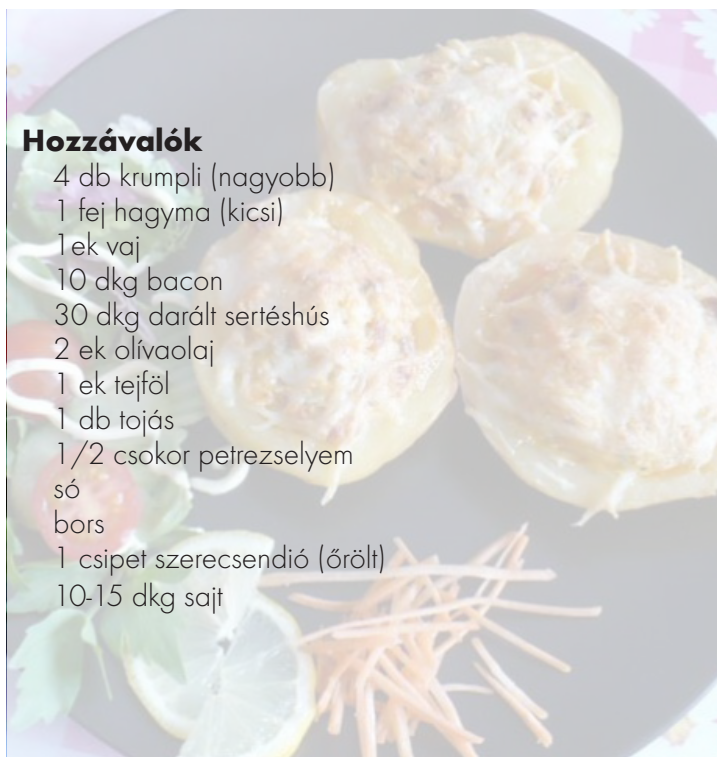 Hozzávalók
4 db krumpli (nagyobb)
1 fej hagyma (kicsi)
1ek vaj
10 dkg bacon
30 dkg darált sertéshús
2 ek olívaolaj
1 ek tejföl
1 db tojás
1/2 csokor petrezselyem
só
bors
1 csipet szerecsendió (őrölt)
10-15 dkg sajt